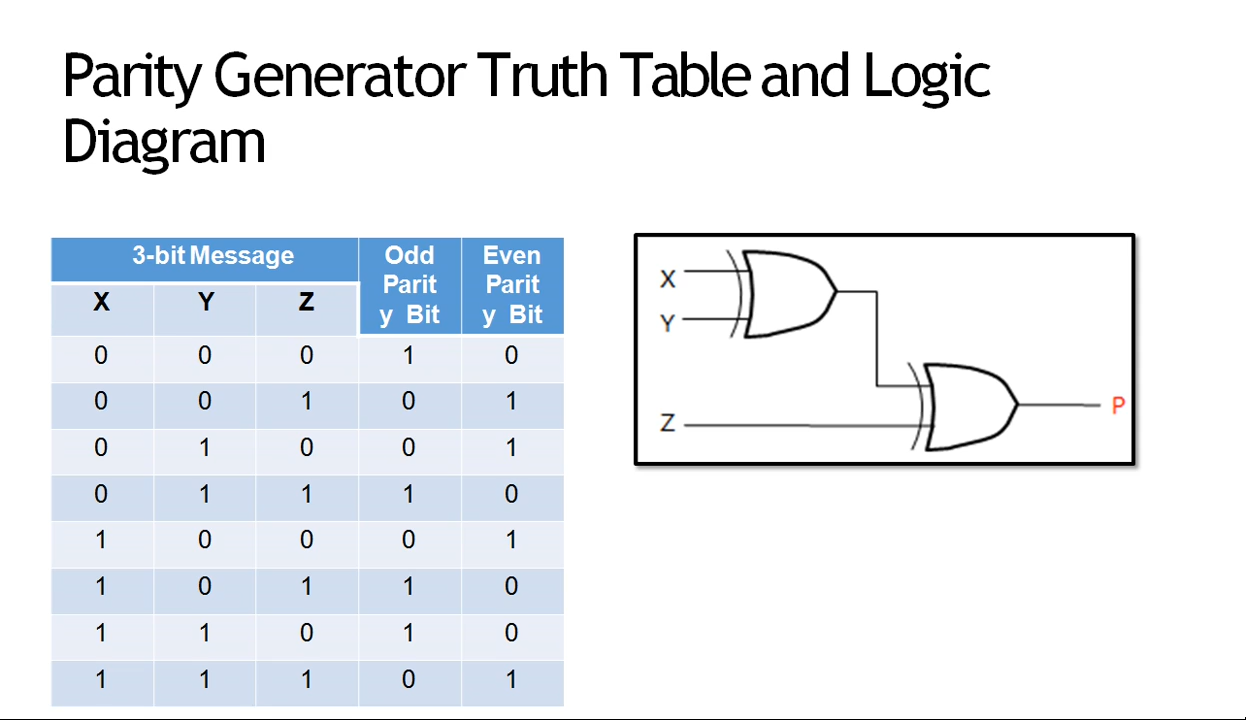 Parity Generator Truth Table and Logic
Diagram
3-bit Message
Odd
Parit
y Bit
Even
Parit
y Bit
X Y Z
0 0 0 1 0
0 0 1 0 1
0 1 0 0 1
0 1 1 1 0
1 0 0 0 1
1 0 1 1 0
1 1 0 1 0
1 1 1 0 1
X
Y
Z
P